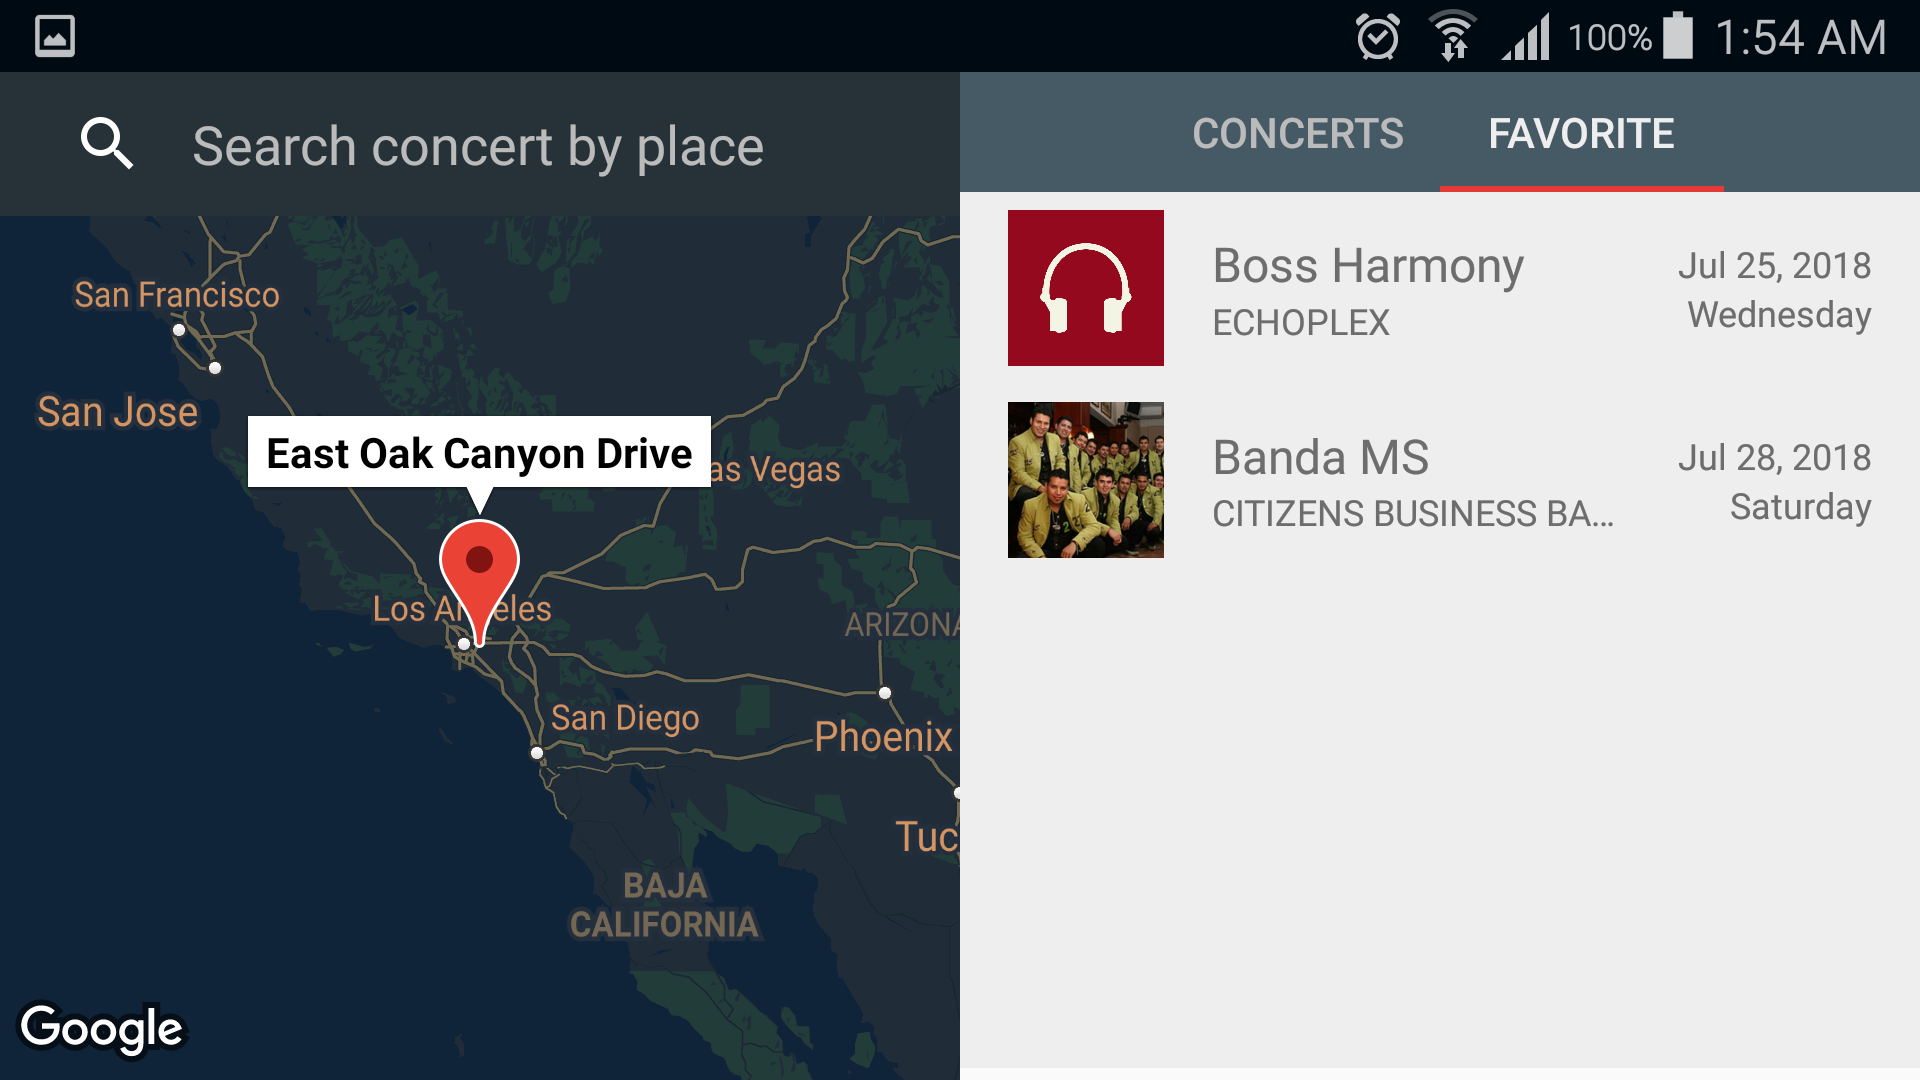 100% 1:54 AM
Search concert by place
CONCERTS FAVORITE
San Francisco
San Jose
East Oak Canyon Drive
as Vegas
Los A eles
ARIZONA
San Diego
Phoenix
Tuc
BAJA
CALIFORNIA
Google
Boss Harmony
ECHOPLEX
Jul 25, 2018
Wednesday
Banda MS
CITIZENS BUSINESS BA...
Jul 28, 2018
Saturday